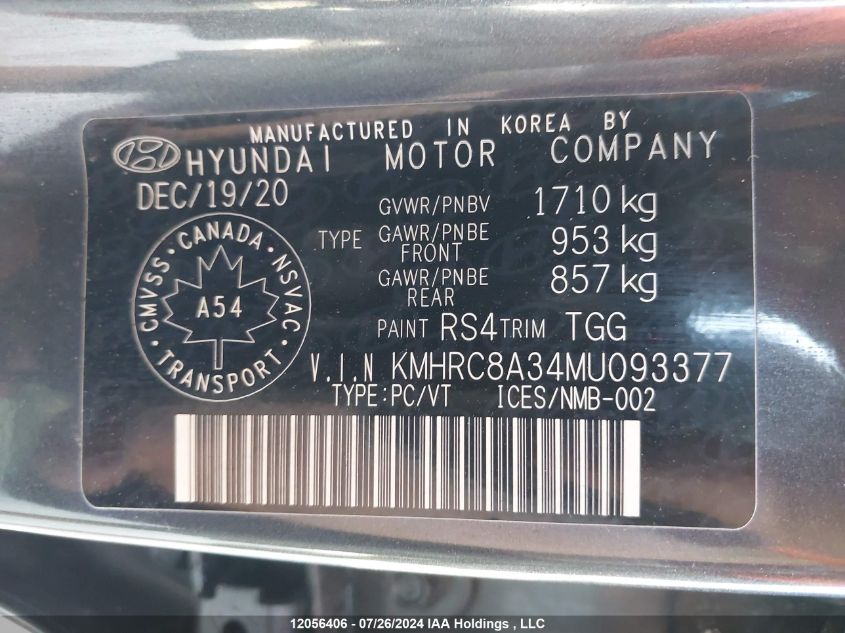 MANUFACTURED IN KOREA BY
HYUNDAI MOTOR COMPANY
DEC/19/20
GVWR/PNBV 1710 kg
TYPE GAWR/PNBE FRONT 953 kg
GAWR/PNBE REAR 857 kg
CMVSS · CANADA · NSVAC · TRANSPORT ·
A54
PAINT RS4 TRIM TGG
V.I.N KMHRC8A34MU093377
TYPE:PC/VT ICES/NMB-002
12056406 - 07/26/2024 IAA Holdings , LLC